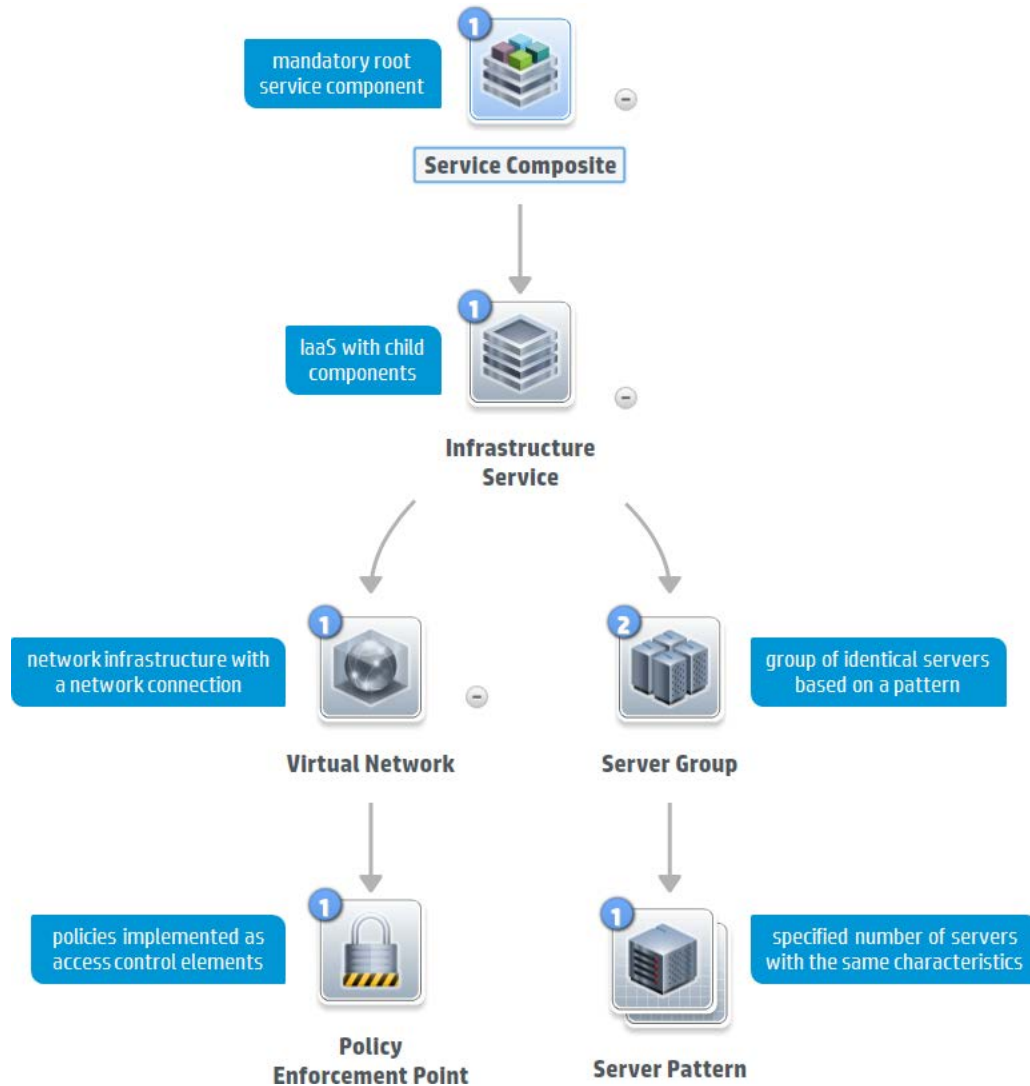 1
mandatory root
service component
Service Composite
1
IaaS with child
components
Infrastructure
Service
1
network infrastructure with
a network connection
Virtual Network
2
group of identical servers
based on a pattern
Server Group
1
policies implemented as
access control elements
Policy
Enforcement Point
1
specified number of servers
with the same characteristics
Server Pattern